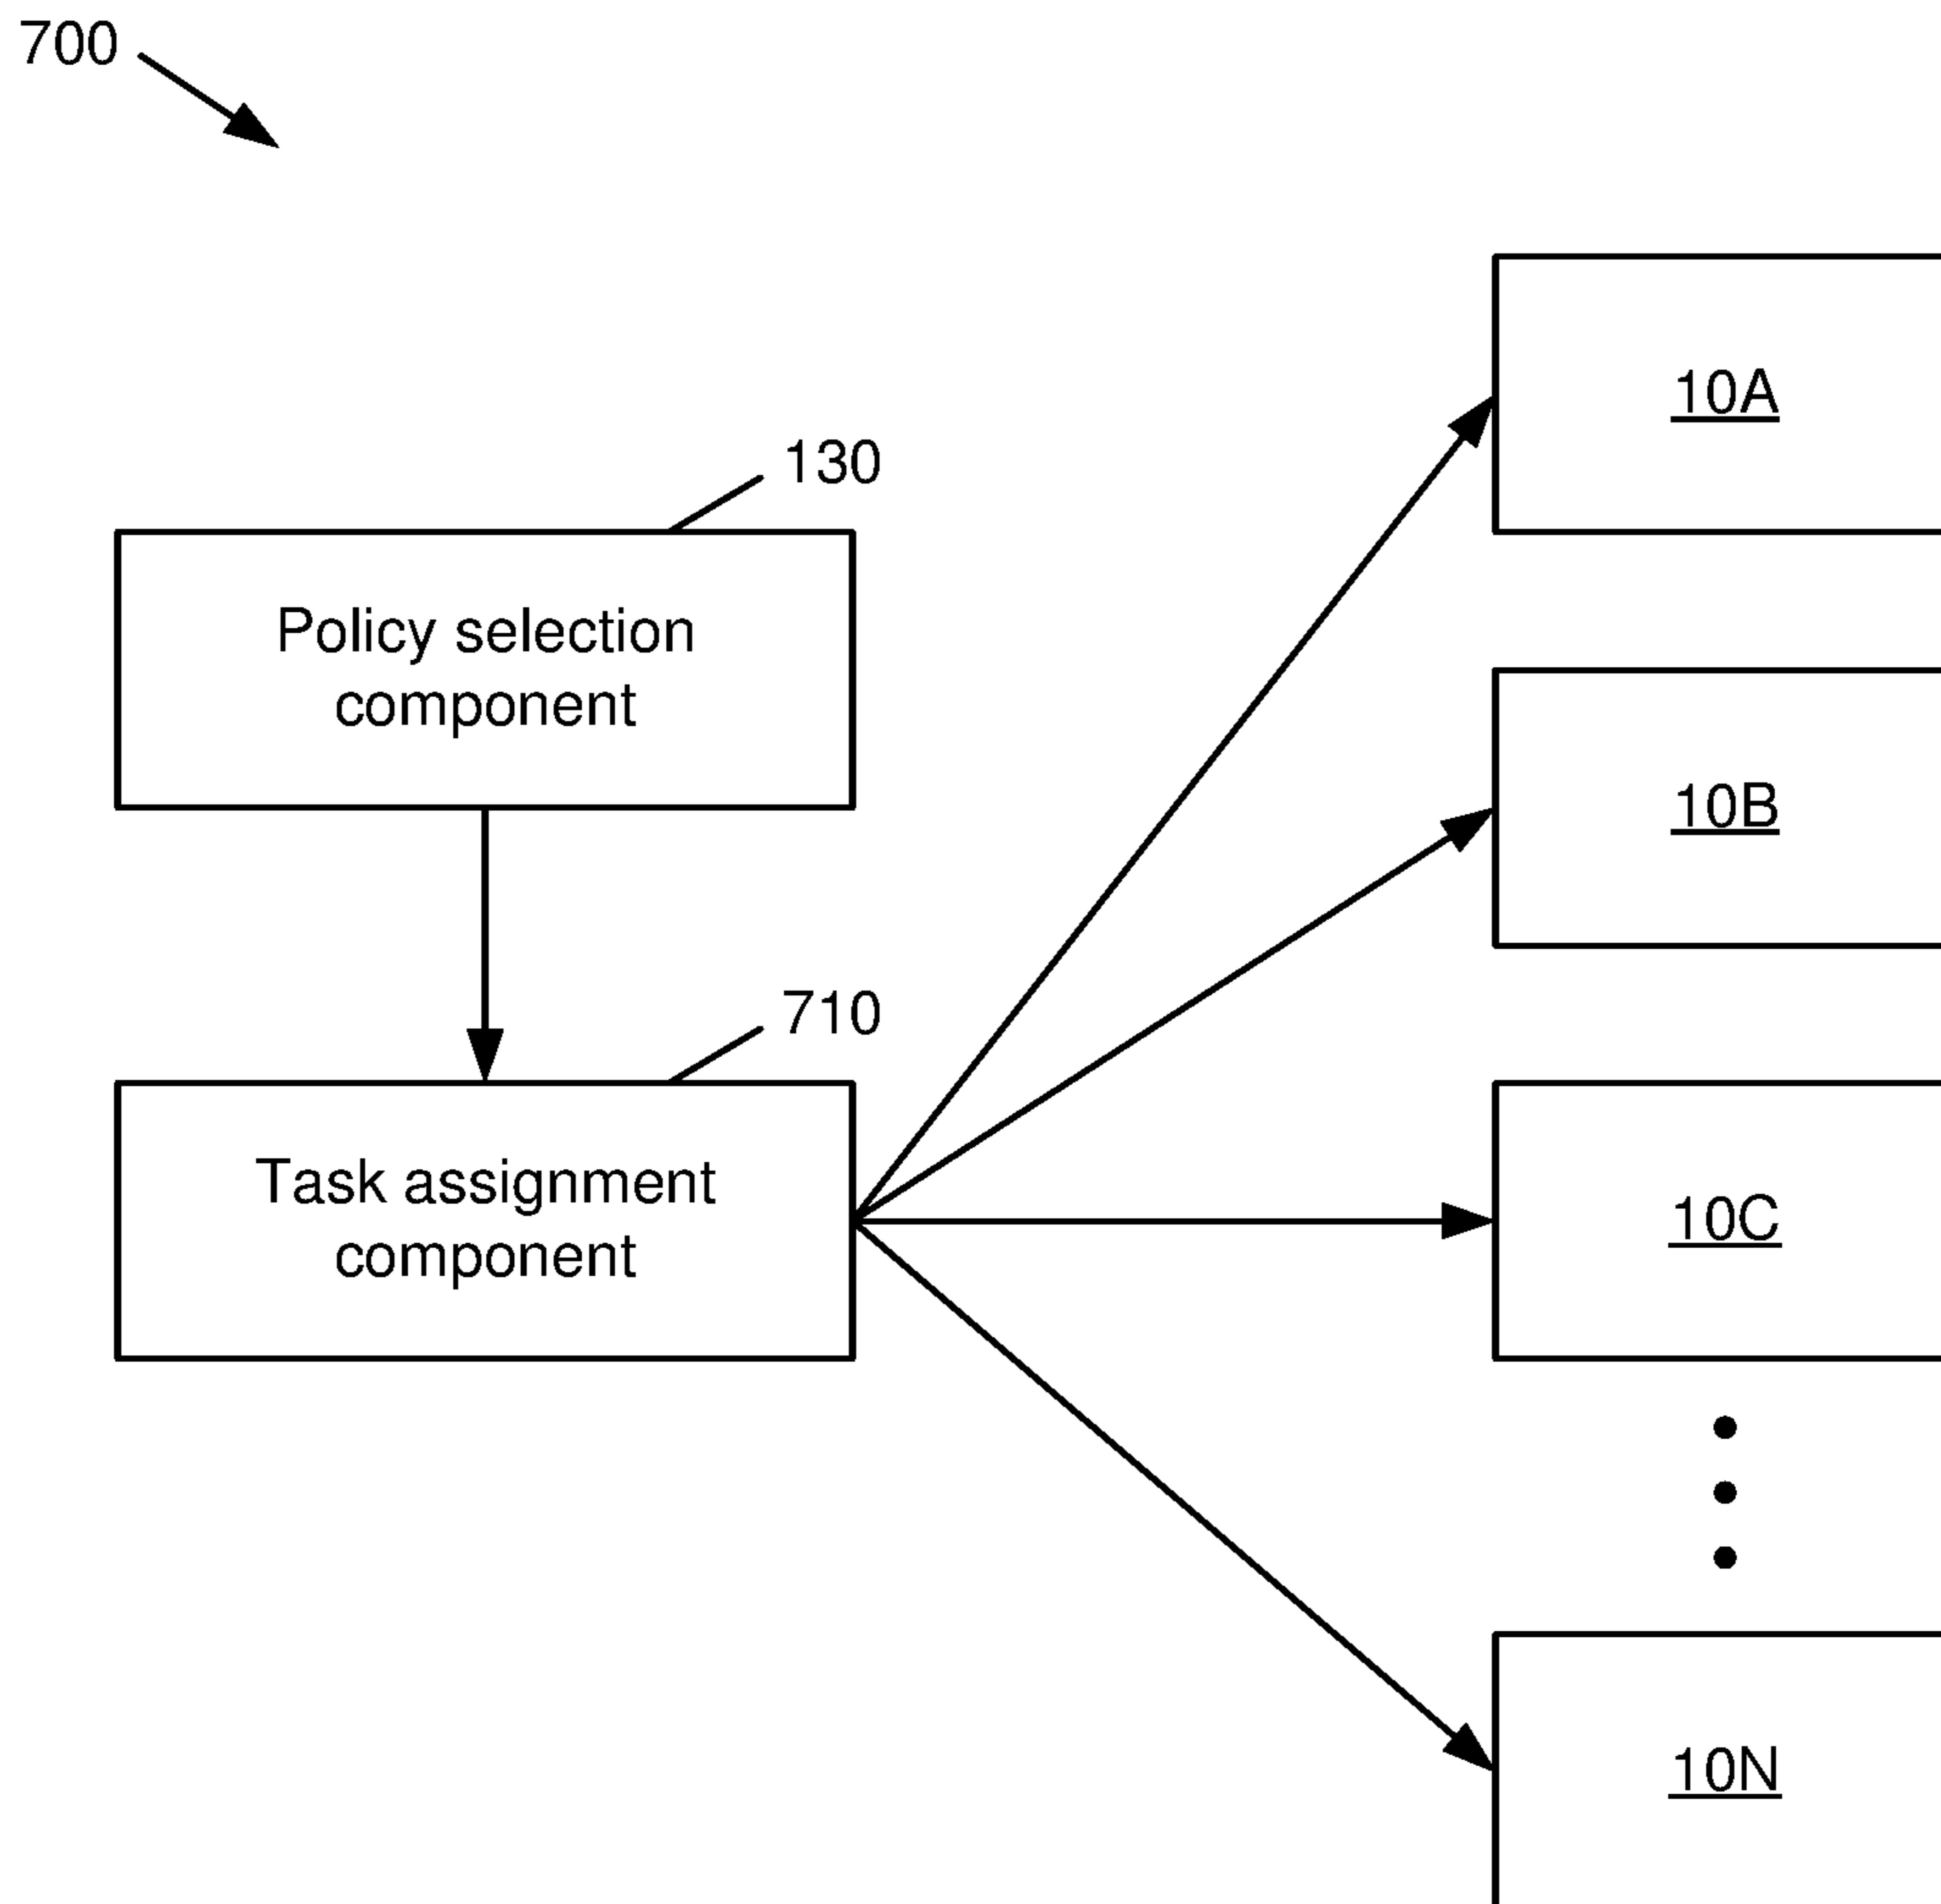 700
10A
130
Policy selection
component
10B
710
Task assignment
component
10C
10N